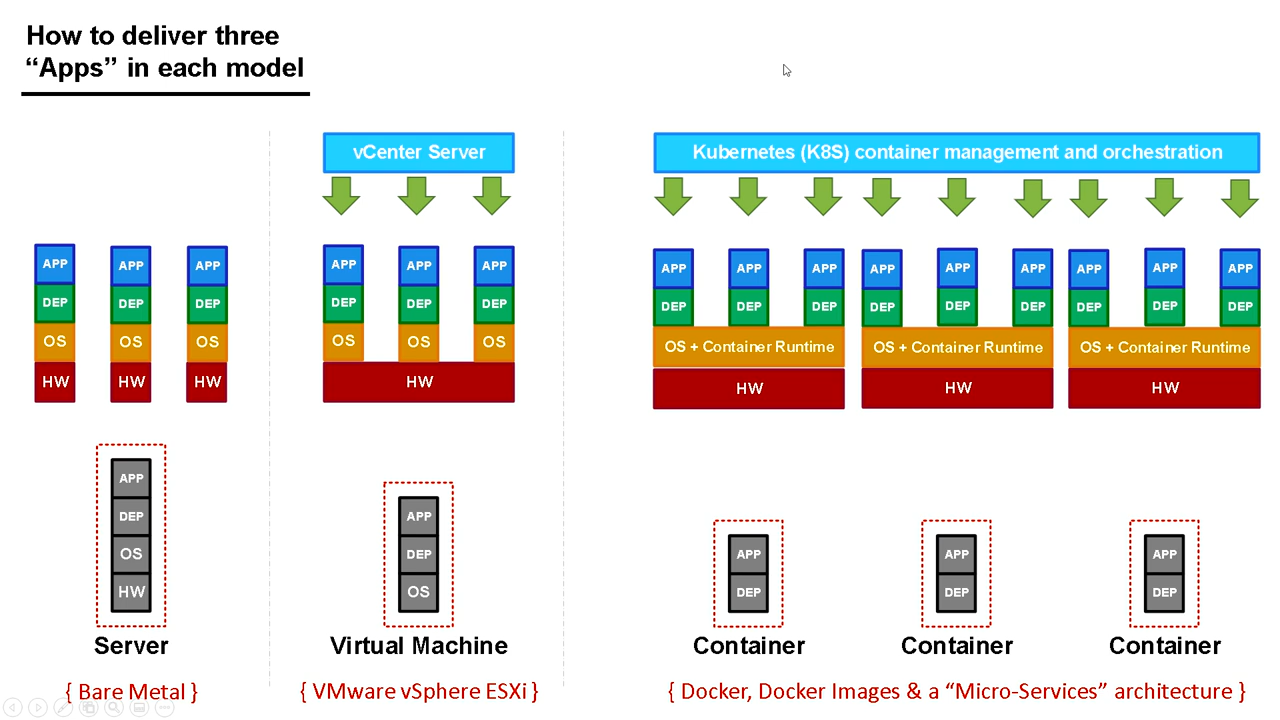 How to deliver three
“Apps” in each model
vCenter Server
Kubernetes (K8S) container management and orchestration
APP APP APP APP APP APP APP APP APP APP APP APP APP APP APP
DEP DEP DEP DEP DEP DEP DEP DEP DEP DEP DEP DEP DEP DEP DEP
OS OS OS OS OS OS OS + Container Runtime OS + Container Runtime OS + Container Runtime
HW HW HW HW HW HW HW
APP
DEP
OS
HW
APP
DEP
OS
APP APP APP
DEP DEP DEP
Server Virtual Machine Container Container Container
{ Bare Metal } { VMware vSphere ESXi } { Docker, Docker Images & a “Micro-Services” architecture }